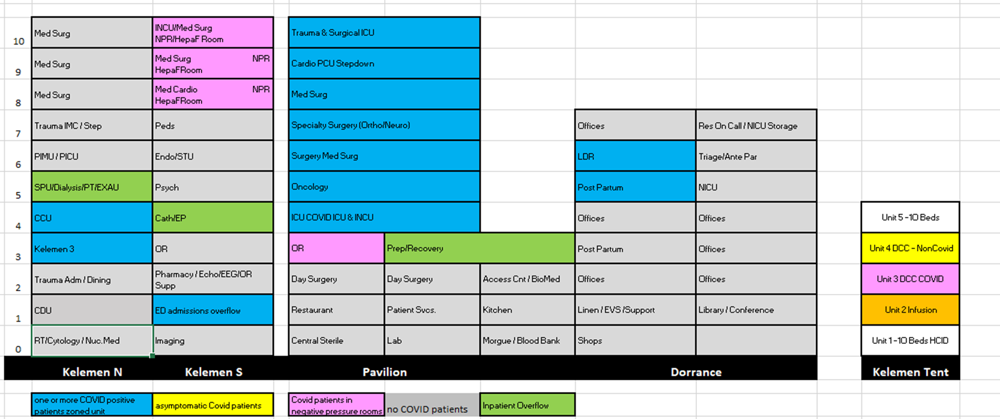 10
Med Surg
INCU/Med Surg
NPR/HepaF Room
Trauma & Surgical ICU
9
Med Surg
Med Surg NPR
HepaFRoom
Cardio PCU Stepdown
8
Med Surg
Med Cardio NPR
HepaFRoom
Med Surg
7
Trauma IMC / Step
Peds
Specialty Surgery (Ortho/Neuro)
Offices
Res On Call / NICU Storage
6
PIMU / PICU
Endo/STU
Surgery Med Surg
LDR
Triage/Ante Par
5
SPU/Dialysis/PT/EXAU
Psych
Oncology
Post Partum
NICU
4
CCU
Cath/EP
ICU COVID ICU & INCU
Offices
Offices
Unit 5 -10 Beds
3
Kelemen 3
OR
OR
Prep/Recovery
Post Partum
Offices
Unit 4 DCC - NonCovid
2
Trauma Adm / Dining
Pharmacy / Echo/EEG/OR
Supp
Day Surgery
Day Surgery
Access Cnt / BioMed
Offices
Offices
Unit 3 DCC COVID
1
CDU
ED admissions overflow
Restaurant
Patient Svcs.
Kitchen
Linen / EVS /Support
Library / Conference
Unit 2 Infusion
0
RT/Cytology / Nuc. Med
Imaging
Central Sterile
Lab
Morgue / Blood Bank
Shops
Unit 1 -10 Beds HCID
Kelemen N
Kelemen S
Pavilion
Dorrance
Kelemen Tent
one or more COVID positive
patients zoned unit
asymptomatic Covid patients
Covid patients in
negative pressure rooms
no COVID patients
Inpatient Overflow